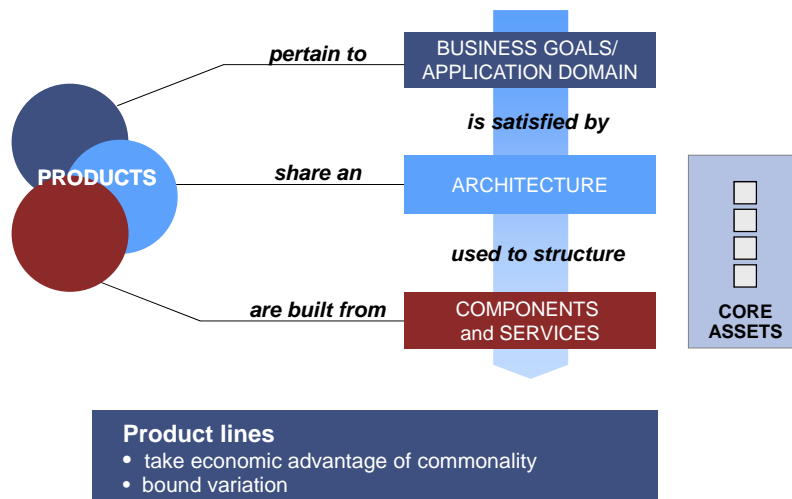 pertain to
BUSINESS GOALS/
APPLICATION DOMAIN
is satisfied by
PRODUCTS
share an
ARCHITECTURE
used to structure
are built from
COMPONENTS
and SERVICES
CORE
ASSETS
Product lines
• take economic advantage of commonality
• bound variation